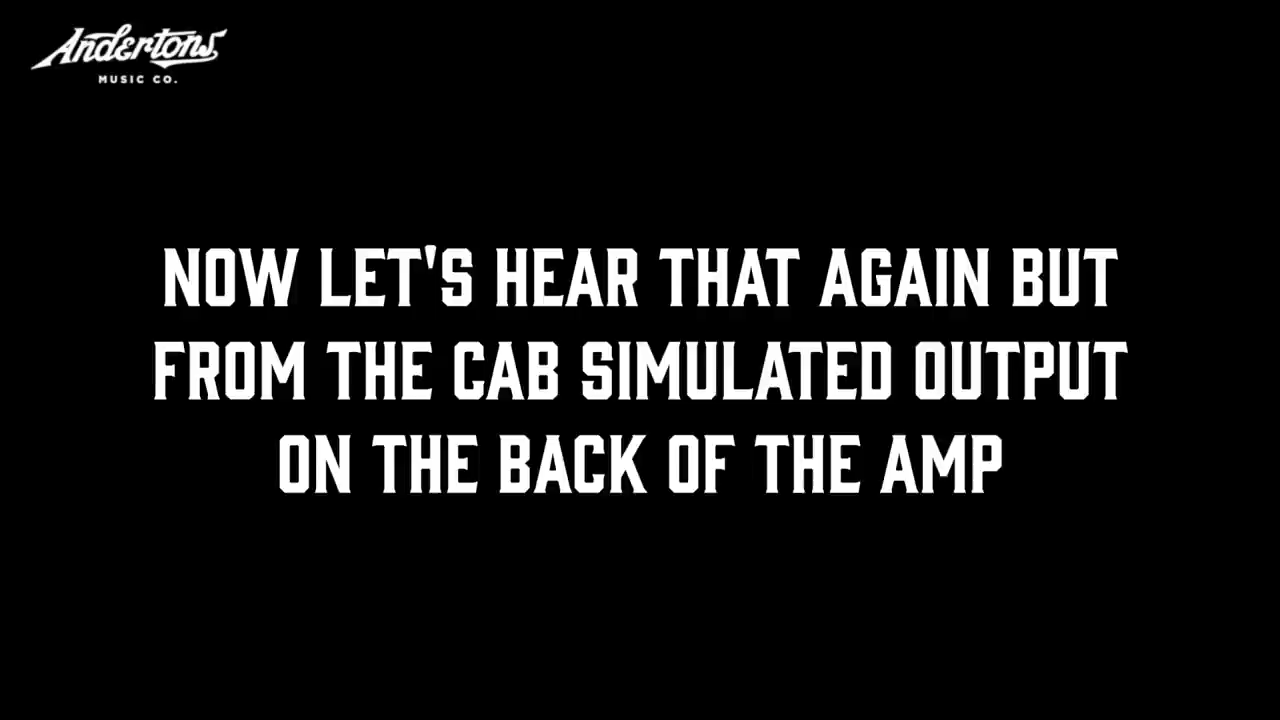 Andertons
MUSIC CO.
NOW LET'S HEAR THAT AGAIN BUT
FROM THE CAB SIMULATED OUTPUT
ON THE BACK OF THE AMP